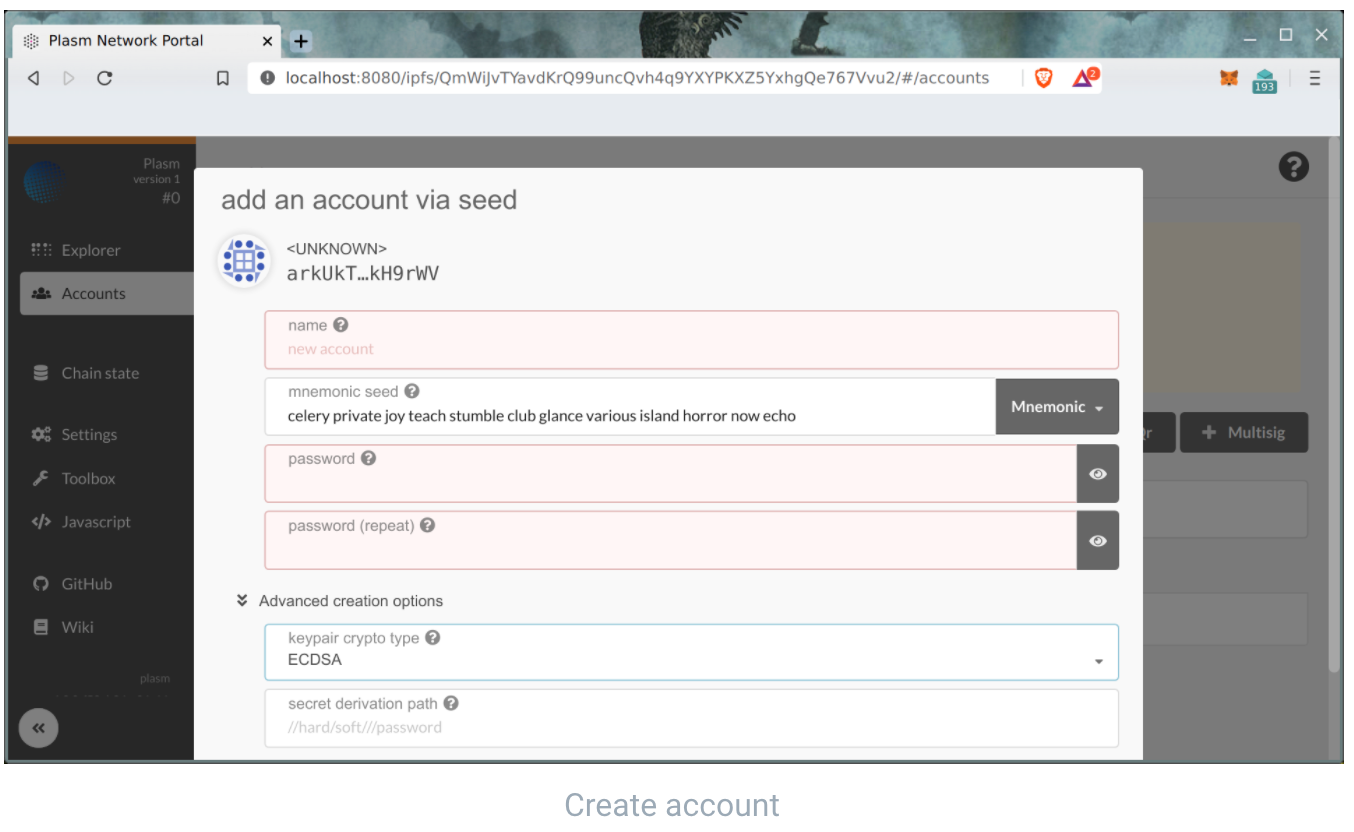 Plasm Network Portal
localhost:8080/ipfs/QmWiJvTYavdKrQ99uncQvh4q9YXYPKXZ5YxhgQe767Vvu2/#/accounts
2
193
Plasm
version 1
#0
Explorer
Accounts
Chain state
Settings
Toolbox
Javascript
GitHub
Wiki
plasm
add an account via seed
<UNKNOWN>
arkUkT…kH9rWV
name
new account
mnemonic seed
celery private joy teach stumble club glance various island horror now echo
Mnemonic
password
password (repeat)
Advanced creation options
keypair crypto type
ECDSA
secret derivation path
//hard/soft///password
Multisig
Create account